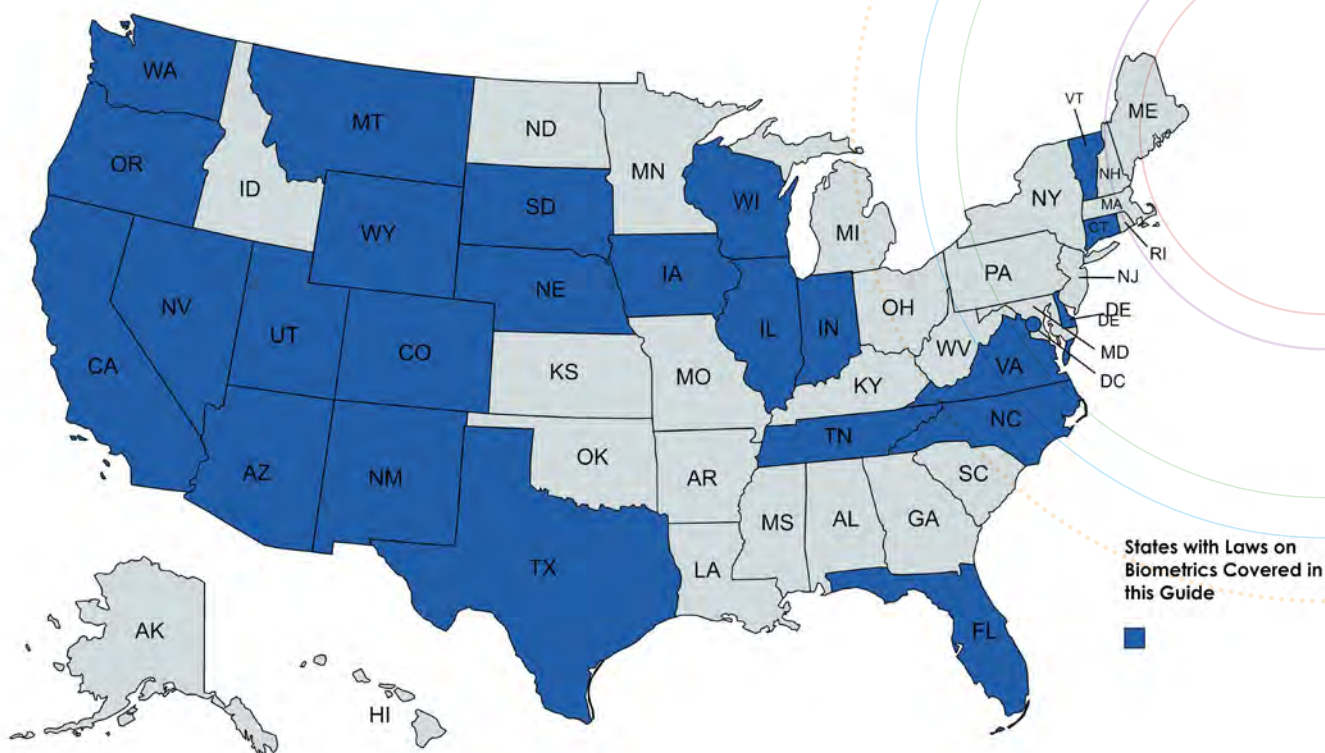 WA
MT
ND
MN
ME
VT
OR
ID
SD
WI
NH
NY
MA
WY
MI
CT
RI
IA
PA
NE
NJ
NV
OH
DE
DE
IL
IN
UT
CO
WV
MD
CA
VA
KS
MO
KY
DC
NC
TN
AZ
NM
OK
AR
SC
MS
AL
GA
States with Laws on
Biometrics Covered in
this Guide
TX
LA
AK
FL
HI